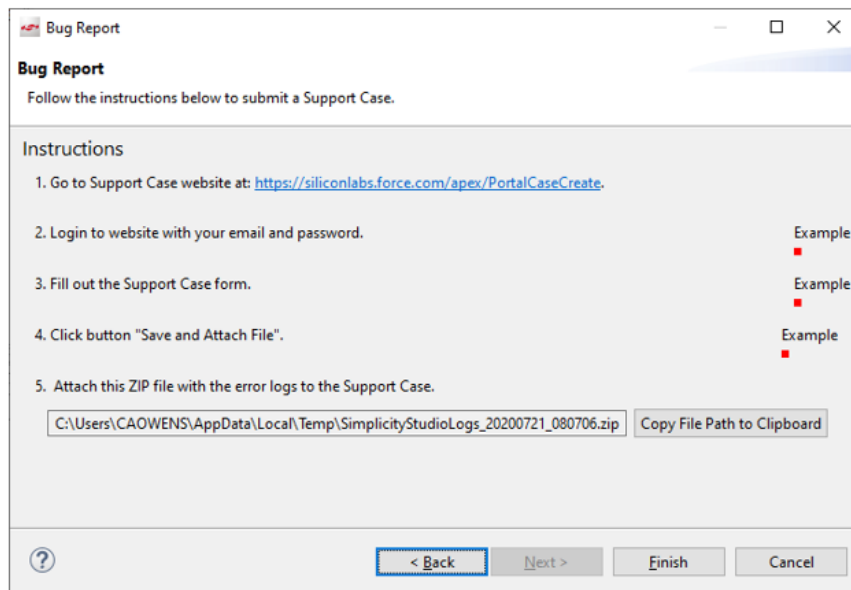 Bug Report
Bug Report
Follow the instructions below to submit a Support Case.
Instructions
1. Go to Support Case website at: https://siliconlabs.force.com/apex/PortalCaseCreate.
2. Login to website with your email and password.
Example
3. Fill out the Support Case form.
Example
4. Click button "Save and Attach File".
Example
5. Attach this ZIP file with the error logs to the Support Case.
C:\Users\CAOWENS\AppData\Local\Temp\SimplicityStudioLogs_20200721_080706.zip Copy File Path to Clipboard
? < Back Next > Finish Cancel